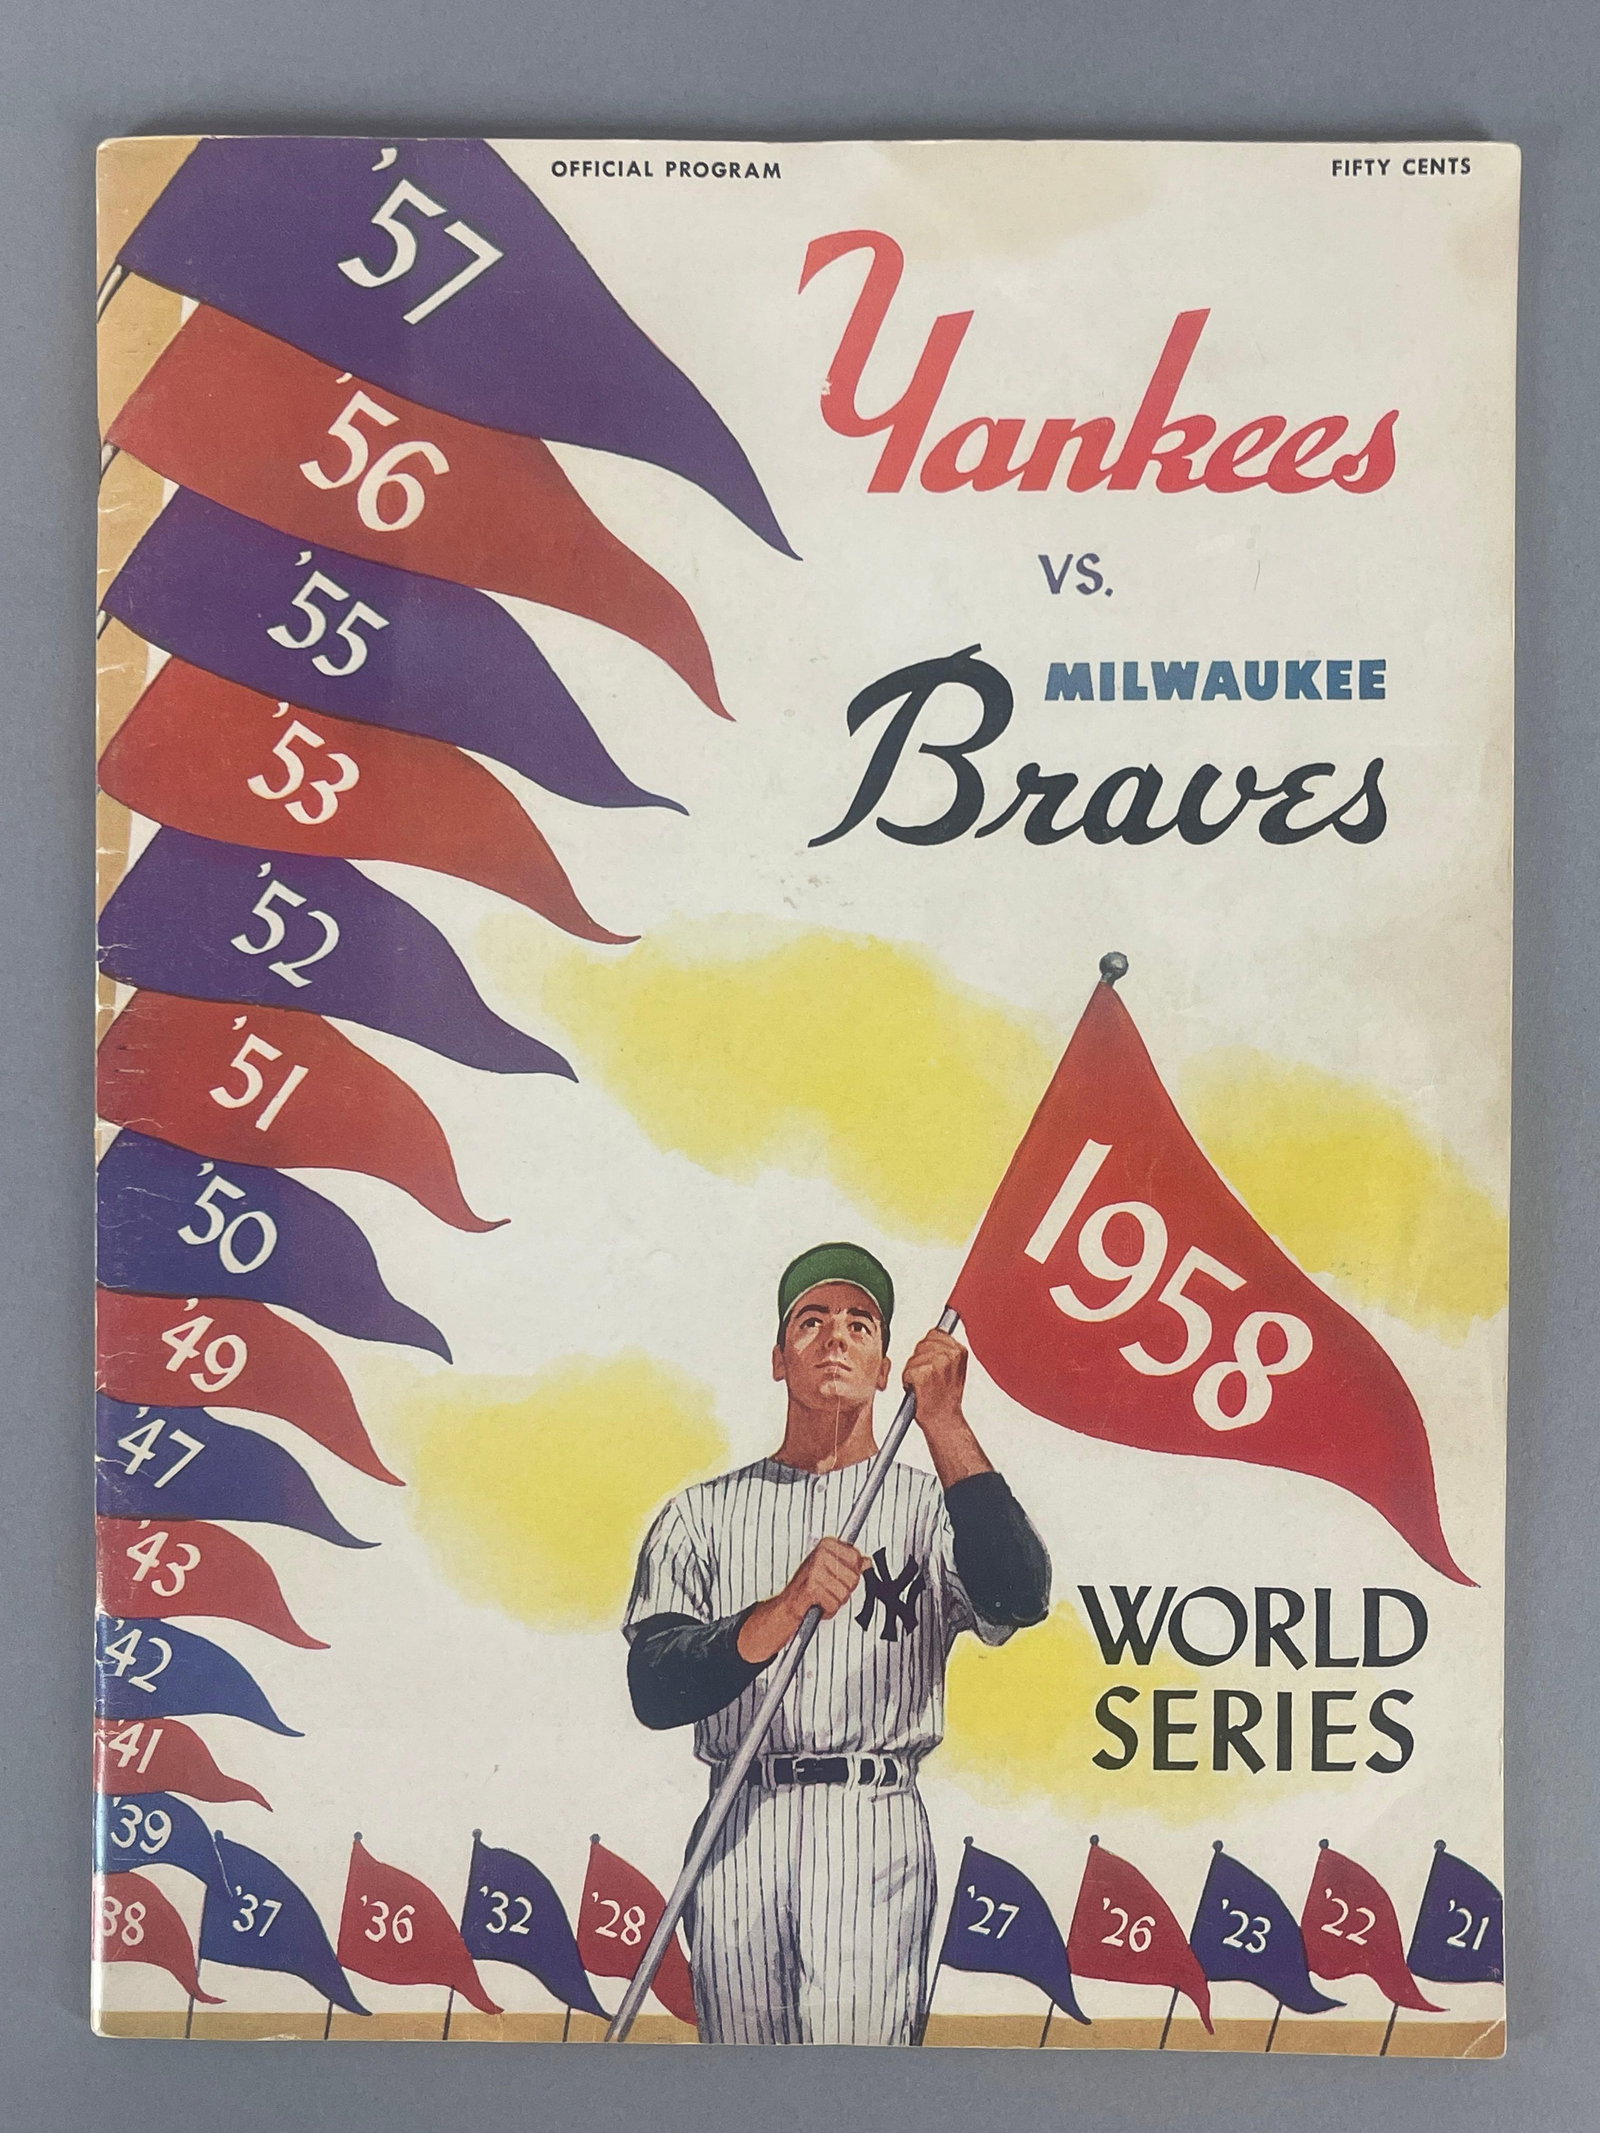 OFFICIAL PROGRAM
FIFTY CENTS
Yankees
VS.
MILWAUKEE
Braves
'57
'56
'55
'53
'52
'51
'50
'49
'47
'43
'42
'41
'39
38
'37
'36
'32
'28
'27
'26
'23
'22
'21
1958
NY
WORLD
SERIES